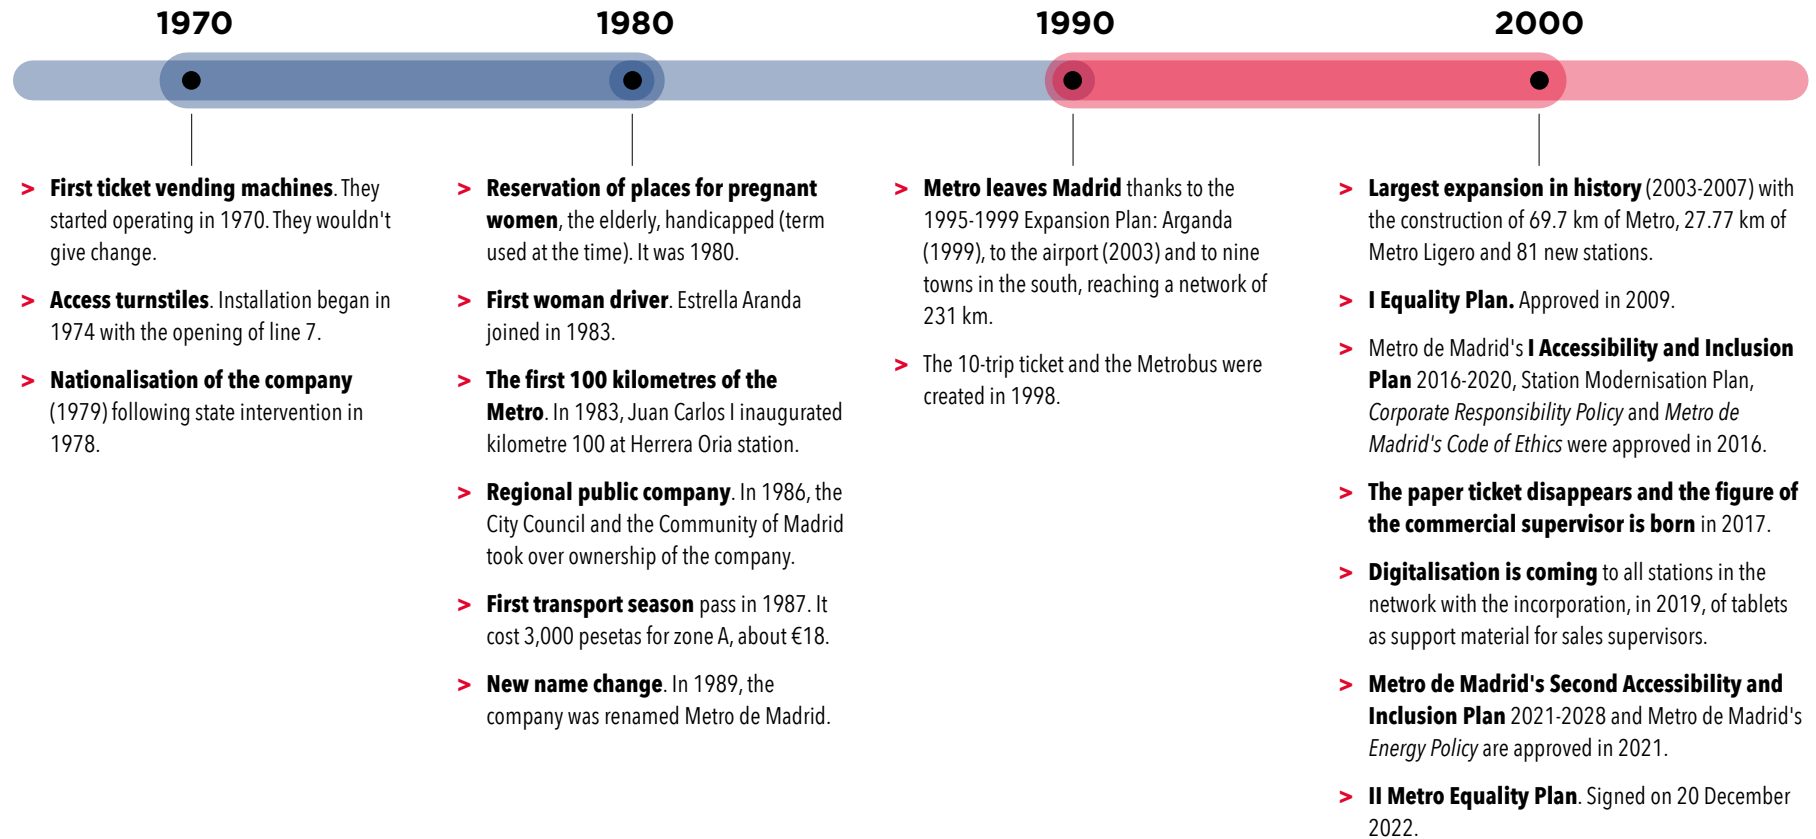 1970
1980
1990
2000
> First ticket vending machines. They
started operating in 1970. They wouldn't
give change.
> Access turnstiles. Installation began in
1974 with the opening of line 7.
> Nationalisation of the company
(1979) following state intervention in
1978.
> Reservation of places for pregnant
women, the elderly, handicapped (term
used at the time). It was 1980.
> First woman driver. Estrella Aranda
joined in 1983.
> The first 100 kilometres of the
Metro. In 1983, Juan Carlos I inaugurated
kilometre 100 at Herrera Oria station.
> Regional public company. In 1986, the
City Council and the Community of Madrid
took over ownership of the company.
> First transport season pass in 1987. It
cost 3,000 pesetas for zone A, about €18.
> New name change. In 1989, the
company was renamed Metro de Madrid.
> Metro leaves Madrid thanks to the
1995-1999 Expansion Plan: Arganda
(1999), to the airport (2003) and to nine
towns in the south, reaching a network of
231 km.
> The 10-trip ticket and the Metrobus were
created in 1998.
> Largest expansion in history (2003-2007) with
the construction of 69.7 km of Metro, 27.77 km of
Metro Ligero and 81 new stations.
> I Equality Plan. Approved in 2009.
> Metro de Madrid's I Accessibility and Inclusion
Plan 2016-2020, Station Modernisation Plan,
Corporate Responsibility Policy and Metro de
Madrid's Code of Ethics were approved in 2016.
> The paper ticket disappears and the figure of
the commercial supervisor is born in 2017.
> Digitalisation is coming to all stations in the
network with the incorporation, in 2019, of tablets
as support material for sales supervisors.
> Metro de Madrid's Second Accessibility and
Inclusion Plan 2021-2028 and Metro de Madrid's
Energy Policy are approved in 2021.
> II Metro Equality Plan. Signed on 20 December
2022.